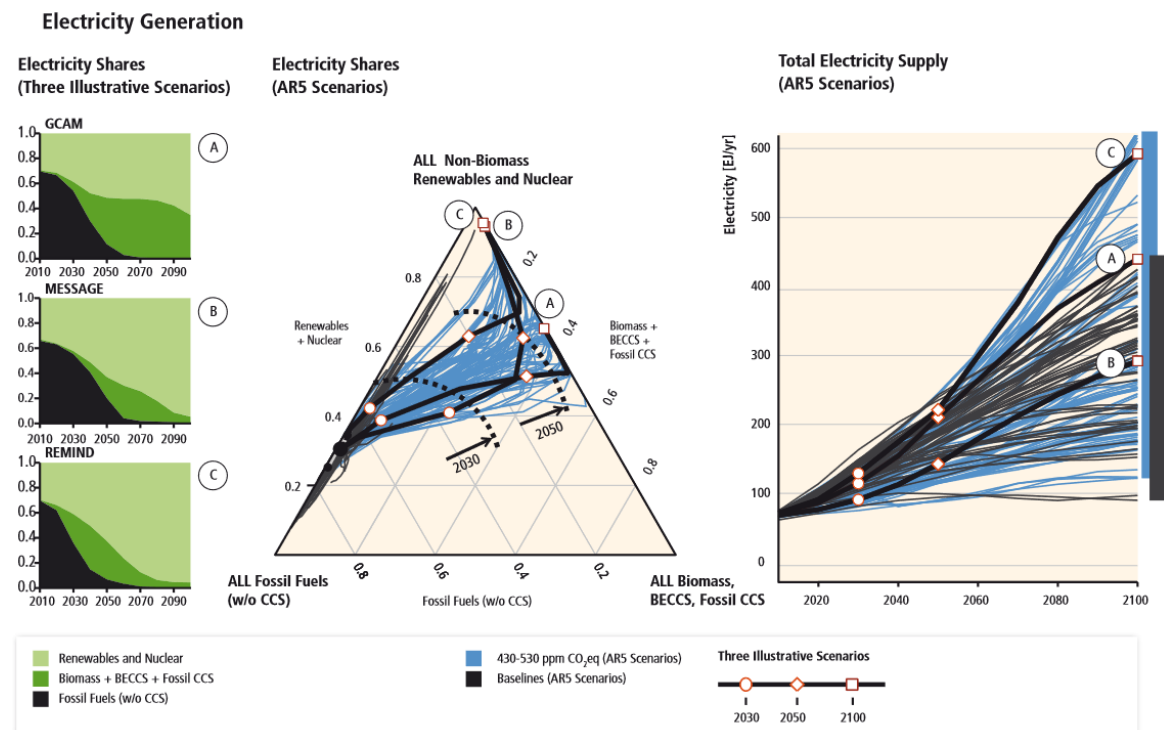 Electricity Generation
Electricity Shares
(Three Illustrative Scenarios)
GCAM
A
1.0
0.8
0.6
0.4
0.2
0.0
2010 2030 2050 2070 2090
MESSAGE
B
1.0
0.8
0.6
0.4
0.2
0.0
2010 2030 2050 2070 2090
REMIND
C
1.0
0.8
0.6
0.4
0.2
0.0
2010 2030 2050 2070 2090
Electricity Shares
(AR5 Scenarios)
ALL Non-Biomass
Renewables and Nuclear
C
B
A
0.8
0.6
0.4
0.2
Renewables
+ Nuclear
0.2
0.4
0.6
0.8
Biomass +
BECCS +
Fossil CCS
2030
2050
0.8
0.6
0.4
0.2
ALL Fossil Fuels
(w/o CCS)
Fossil Fuels (w/o CCS)
ALL Biomass,
BECCS, Fossil CCS
Total Electricity Supply
(AR5 Scenarios)
Electricity [EJ/yr]
600
500
400
300
200
100
0
C
A
B
2020 2040 2060 2080 2100
Renewables and Nuclear
Biomass + BECCS + Fossil CCS
Fossil Fuels (w/o CCS)
430-530 ppm CO₂eq (AR5 Scenarios)
Baselines (AR5 Scenarios)
Three Illustrative Scenarios
2030 2050 2100